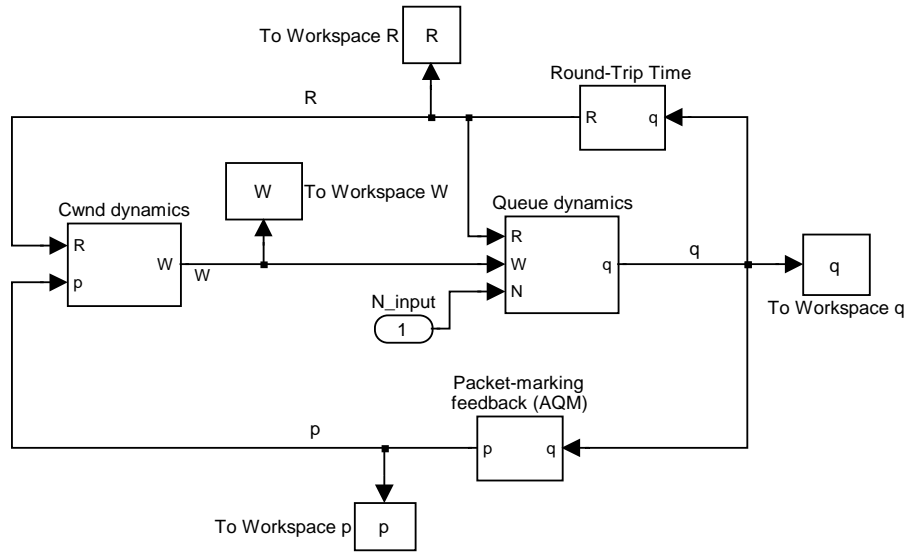 To Workspace R
R
Round-Trip Time
R
R
q
W
To Workspace W
Cwnd dynamics
Queue dynamics
R
p
W
W
R
W
N
q
q
q
To Workspace q
N_input
1
Packet-marking
feedback (AQM)
p
p
q
To Workspace p
p